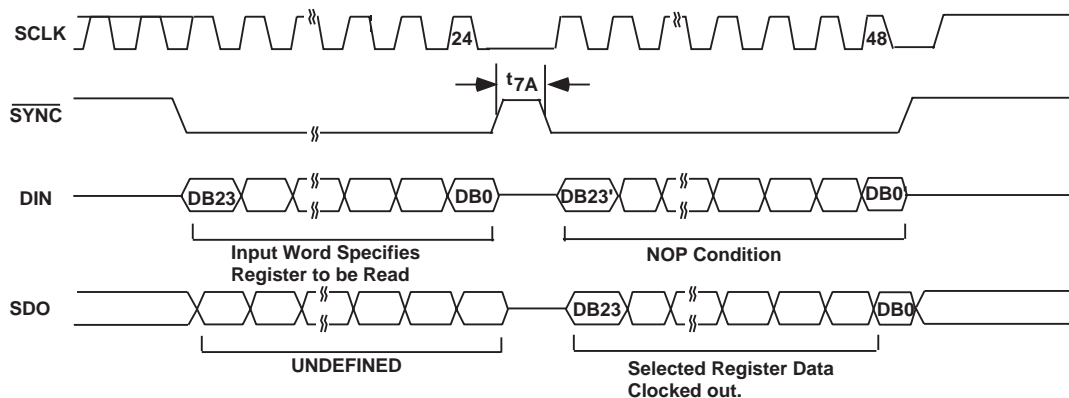 SCLK
24
48
t7A
SYNC
DIN
DB23
DB0
DB23'
DB0'
Input Word Specifies
Register to be Read
NOP Condition
SDO
DB23
DB0
UNDEFINED
Selected Register Data
Clocked out.